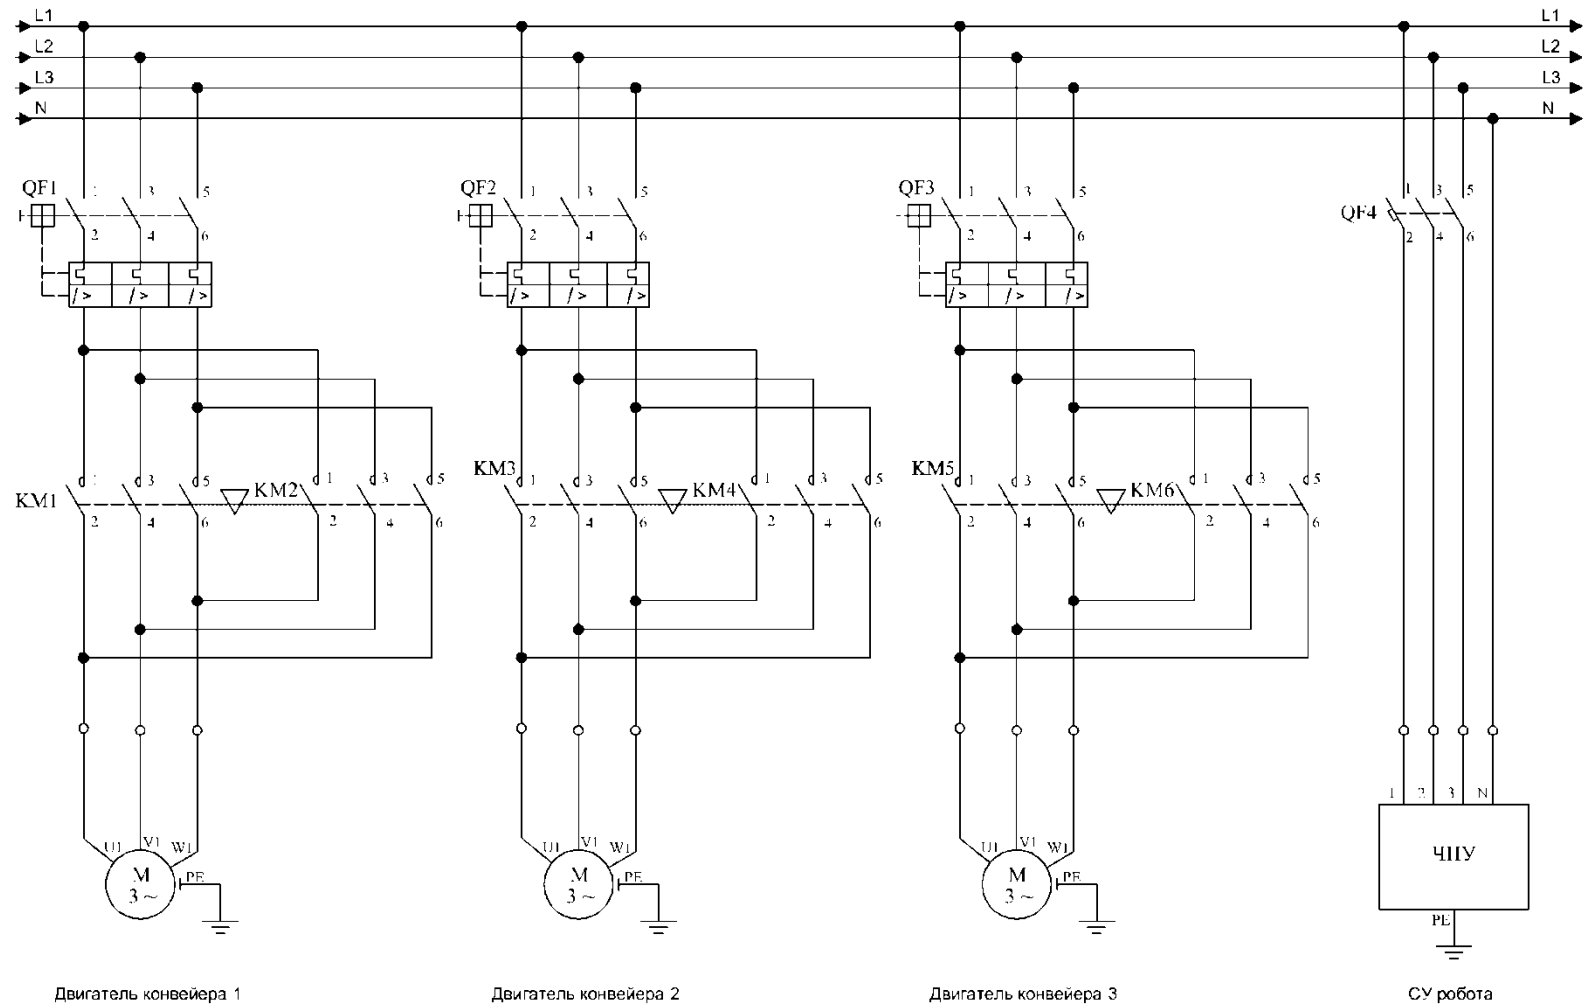 L1 L1
L2 L2
L3 L3
N N
QF1 1 3 5 QF2 1 3 5 QF3 1 3 5 QF4 1 3 5
2 4 6 2 4 6 2 4 6 2 4 6
/ > / > / > / > / > / > / > / > / >
KM1 1 3 5 KM2 1 3 5 KM3 1 3 5 KM4 1 3 5 KM5 1 3 5 KM6 1 3 5
2 4 6 2 4 6 2 4 6 2 4 6 2 4 6 2 4 6
1 2 3 N
U1 V1 W1 U1 V1 W1 U1 V1 W1 ЧПУ
M M M
3 ~ 3 ~ 3 ~
PE PE PE PE
Двигатель конвейера 1 Двигатель конвейера 2 Двигатель конвейера 3 СУ робота